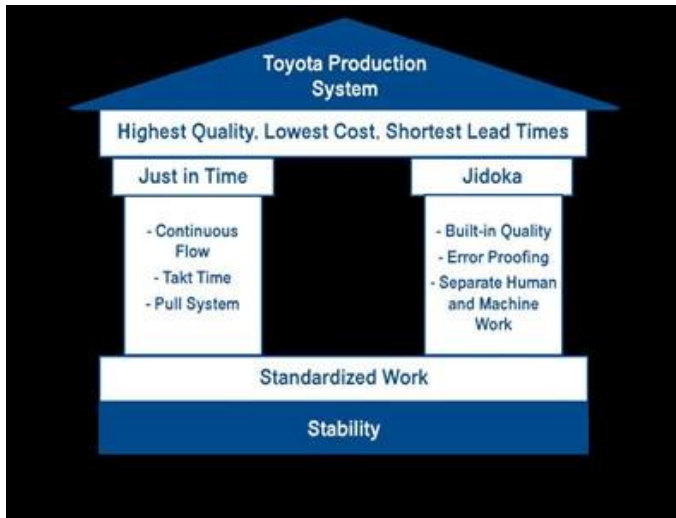 Toyota Production
System
Highest Quality, Lowest Cost, Shortest Lead Times
Just in Time
- Continuous
Flow
- Takt Time
- Pull System
Jidoka
- Built-in Quality
- Error Proofing
- Separate Human
and Machine
Work
Standardized Work
Stability